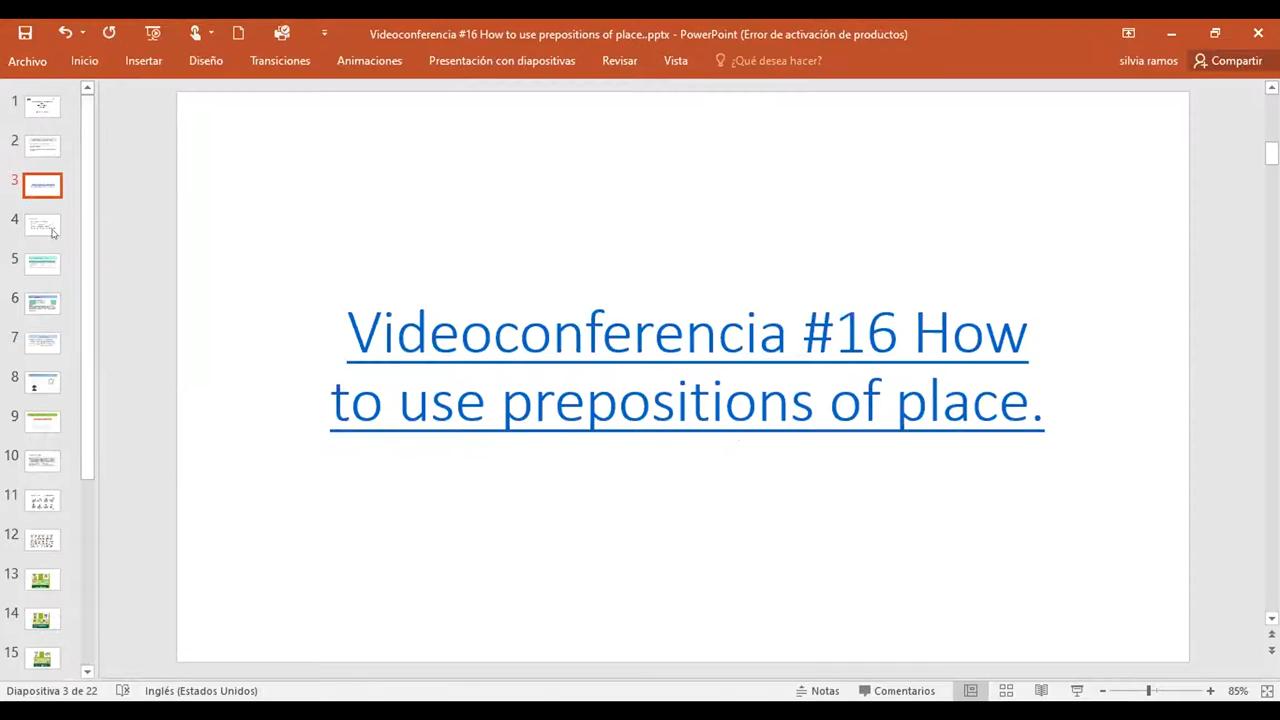 Videoconferencia #16 How to use prepositions of place..pptx - PowerPoint (Error de activación de productos)
Archivo
Inicio
Insertar
Diseño
Transiciones
Animaciones
Presentación con diapositivas
Revisar
Vista
¿Qué desea hacer?
silvia ramos
Compartir
1
2
3
4
5
6
7
8
9
10
11
12
13
14
15
Videoconferencia #16 How
to use prepositions of place.
Diapositiva 3 de 22
Inglés (Estados Unidos)
Notas
Comentarios
85%